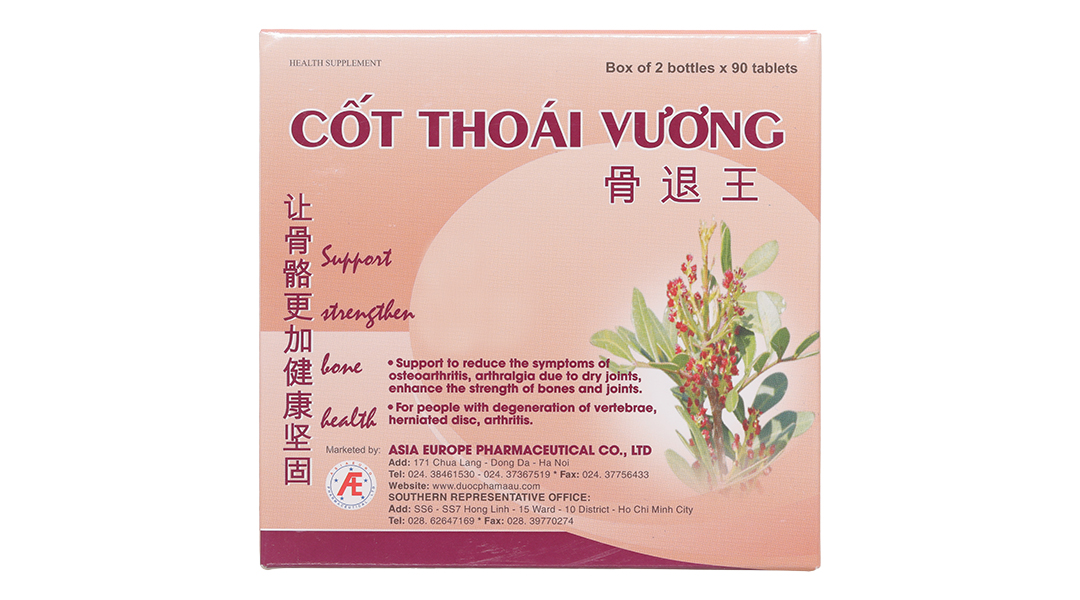 HEALTH SUPPLEMENT
Box of 2 bottles x 90 tablets
CỐT THOÁI VƯƠNG
骨退王
让骨骼更加健康坚固
Support
strengthen
bone
health
• Support to reduce the symptoms of
osteoarthritis, arthralgia due to dry joints,
enhance the strength of bones and joints.
• For people with degeneration of vertebrae,
herniated disc, arthritis.
Marketed by:
AE
ASIA EUROPE PHARMACEUTICAL CO., LTD
Add: 171 Chua Lang - Dong Da - Ha Noi
Tel: 024. 38461530 - 024. 37367519 * Fax: 024. 37756433
Website: www.duocphamaau.com
SOUTHERN REPRESENTATIVE OFFICE:
Add: SS6 - SS7 Hong Linh - 15 Ward - 10 District - Ho Chi Minh City
Tel: 028. 62647169 * Fax: 028. 39770274